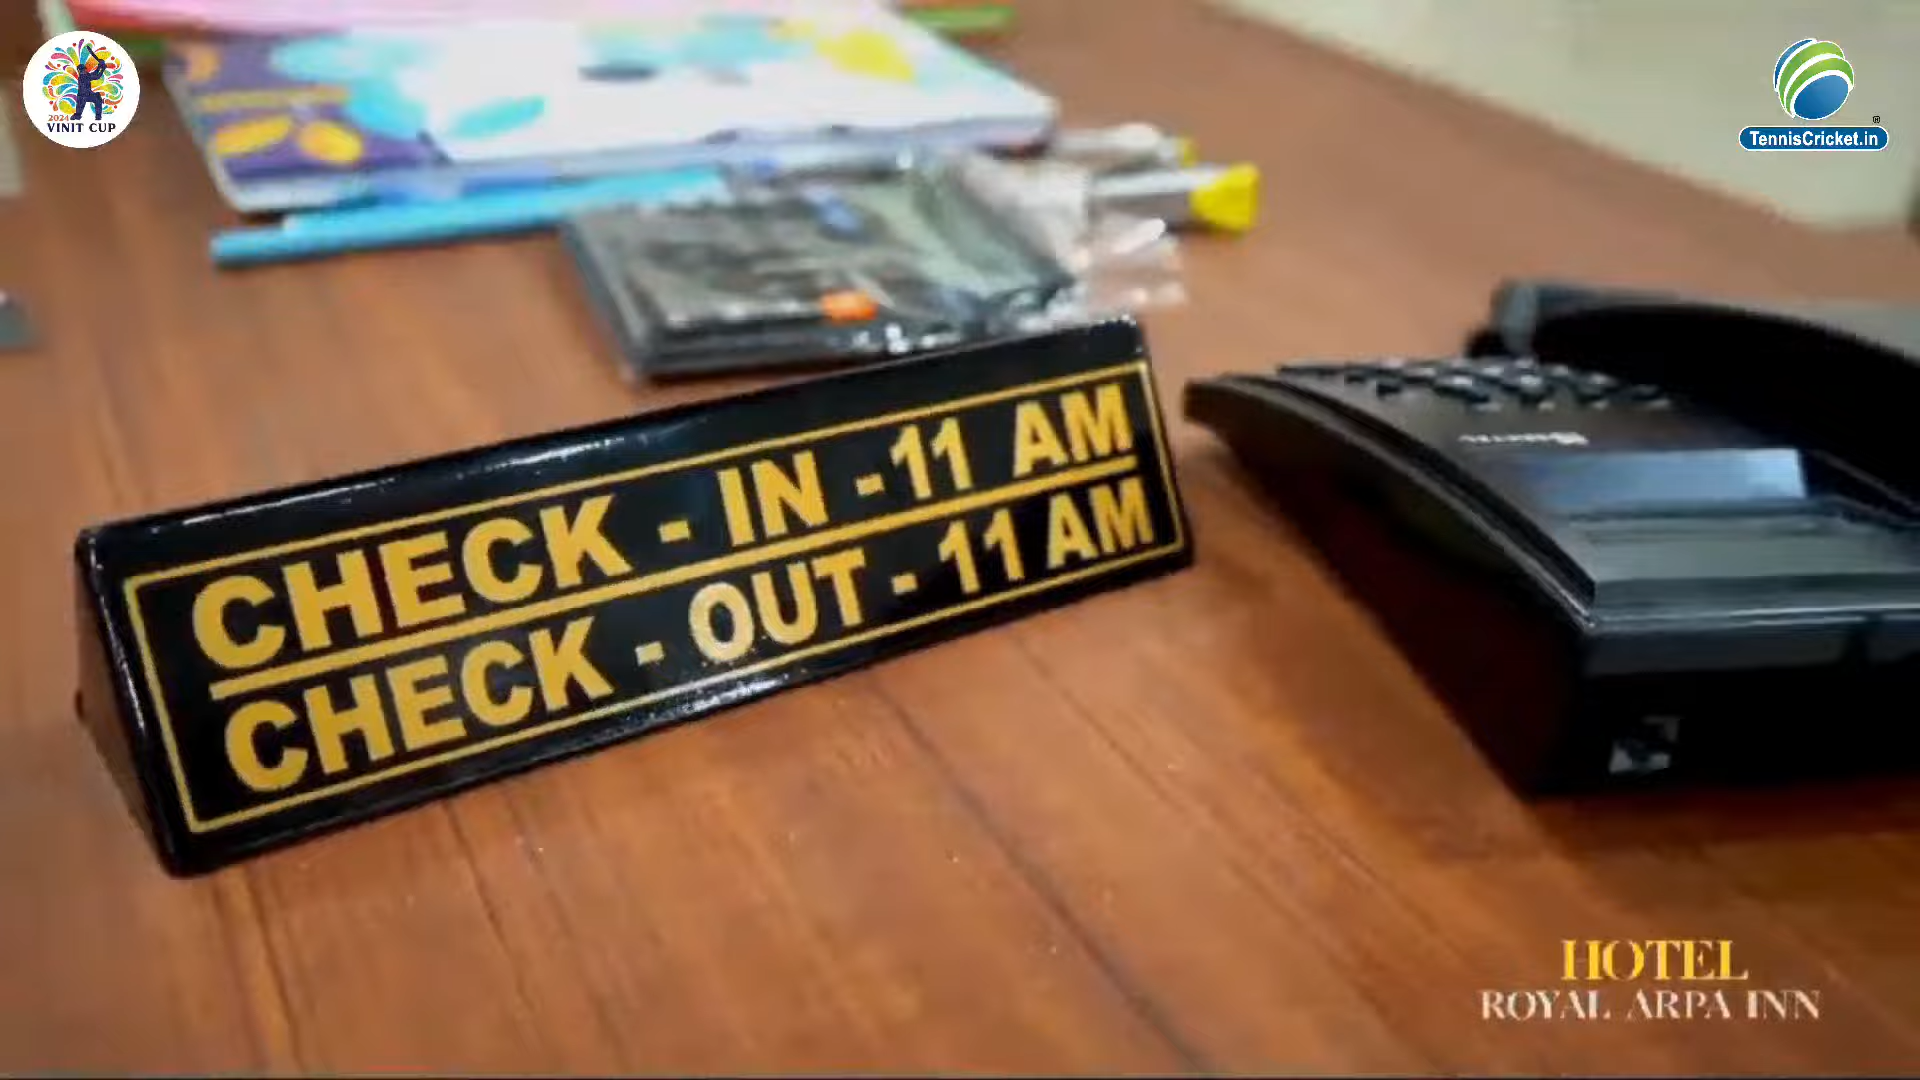 2024
VINIT CUP
®
TennisCricket.in
CHECK - IN - 11 AM
CHECK - OUT - 11 AM
HOTEL
ROYAL ARPA INN